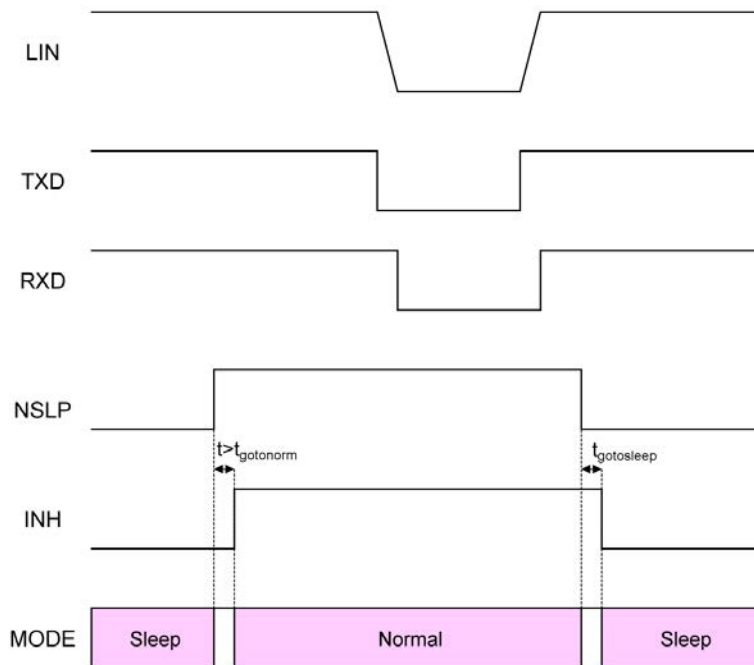 LIN
TXD
RXD
NSLP
t>tgotonorm
tgotosleep
INH
MODE
Sleep
Normal
Sleep